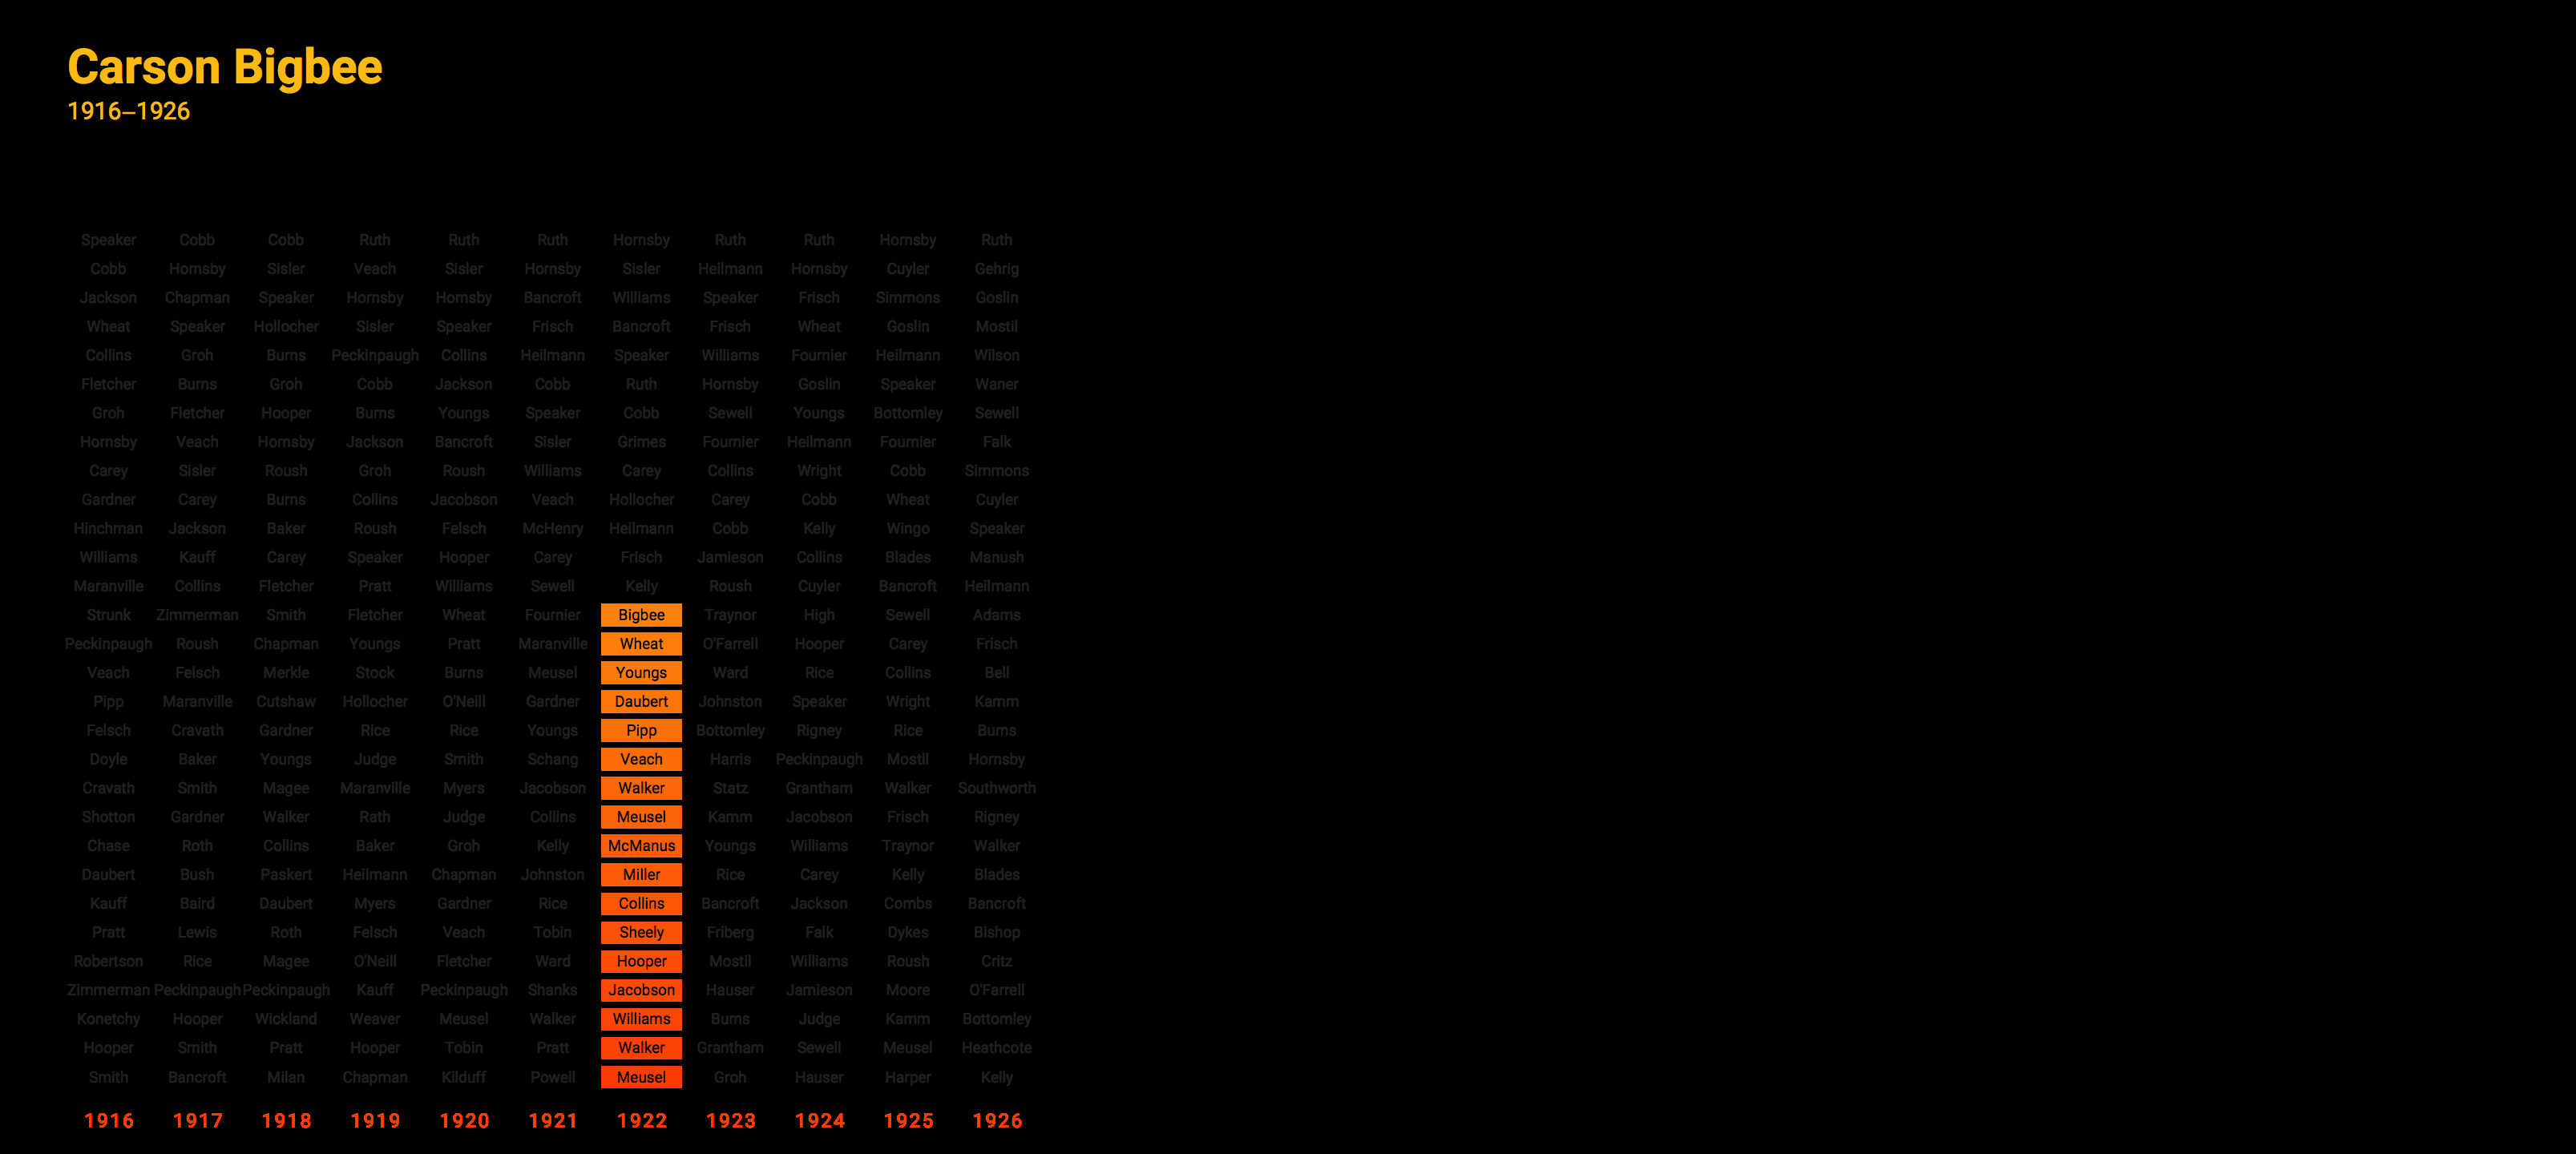 Carson Bigbee
1916–1926
Speaker Cobb Cobb Ruth Ruth Ruth Hornsby Ruth Ruth Hornsby Ruth
Cobb Hornsby Sisler Veach Sisler Hornsby Sisler Heilmann Hornsby Cuyler Gehrig
Jackson Chapman Speaker Hornsby Hornsby Bancroft Williams Speaker Frisch Simmons Goslin
Wheat Speaker Hollocher Sisler Speaker Frisch Bancroft Frisch Wheat Goslin Mostil
Collins Groh Burns Peckinpaugh Collins Heilmann Speaker Williams Fournier Heilmann Wilson
Fletcher Burns Groh Cobb Jackson Cobb Ruth Hornsby Goslin Speaker Waner
Groh Fletcher Hooper Burns Youngs Speaker Cobb Sewell Youngs Bottomley Sewell
Hornsby Veach Hornsby Jackson Bancroft Sisler Grimes Fournier Heilmann Fournier Falk
Carey Sisler Roush Groh Roush Williams Carey Collins Wright Cobb Simmons
Gardner Carey Burns Collins Jacobson Veach Hollocher Carey Cobb Wheat Cuyler
Hinchman Jackson Baker Roush Felsch McHenry Heilmann Cobb Kelly Wingo Speaker
Williams Kauff Carey Speaker Hooper Carey Frisch Jamieson Collins Blades Manush
Maranville Collins Fletcher Pratt Williams Sewell Kelly Roush Cuyler Bancroft Heilmann
Strunk Zimmerman Smith Fletcher Wheat Fournier Bigbee Traynor High Sewell Adams
Peckinpaugh Roush Chapman Youngs Pratt Maranville Wheat O'Farrell Hooper Carey Frisch
Veach Felsch Merkle Stock Burns Meusel Youngs Ward Rice Collins Bell
Pipp Maranville Cutshaw Hollocher O'Neill Gardner Daubert Johnston Speaker Wright Kamm
Felsch Cravath Gardner Rice Rice Youngs Pipp Bottomley Rigney Rice Burns
Doyle Baker Youngs Judge Smith Schang Veach Harris Peckinpaugh Mostil Hornsby
Cravath Smith Magee Maranville Myers Jacobson Walker Statz Grantham Walker Southworth
Shotton Gardner Walker Rath Judge Collins Meusel Kamm Jacobson Frisch Rigney
Chase Roth Collins Baker Groh Kelly McManus Youngs Williams Traynor Walker
Daubert Bush Paskert Heilmann Chapman Johnston Miller Rice Carey Kelly Blades
Kauff Baird Daubert Myers Gardner Rice Collins Bancroft Jackson Combs Bancroft
Pratt Lewis Roth Felsch Veach Tobin Sheely Friberg Falk Dykes Bishop
Robertson Rice Magee O'Neill Fletcher Ward Hooper Mostil Williams Roush Critz
Zimmerman Peckinpaugh Peckinpaugh Kauff Peckinpaugh Shanks Jacobson Hauser Jamieson Moore O'Farrell
Konetchy Hooper Wickland Weaver Meusel Walker Williams Burns Judge Kamm Bottomley
Hooper Smith Pratt Hooper Tobin Pratt Walker Grantham Sewell Meusel Heathcote
Smith Bancroft Milan Chapman Kilduff Powell Meusel Groh Hauser Harper Kelly
1916 1917 1918 1919 1920 1921 1922 1923 1924 1925 1926